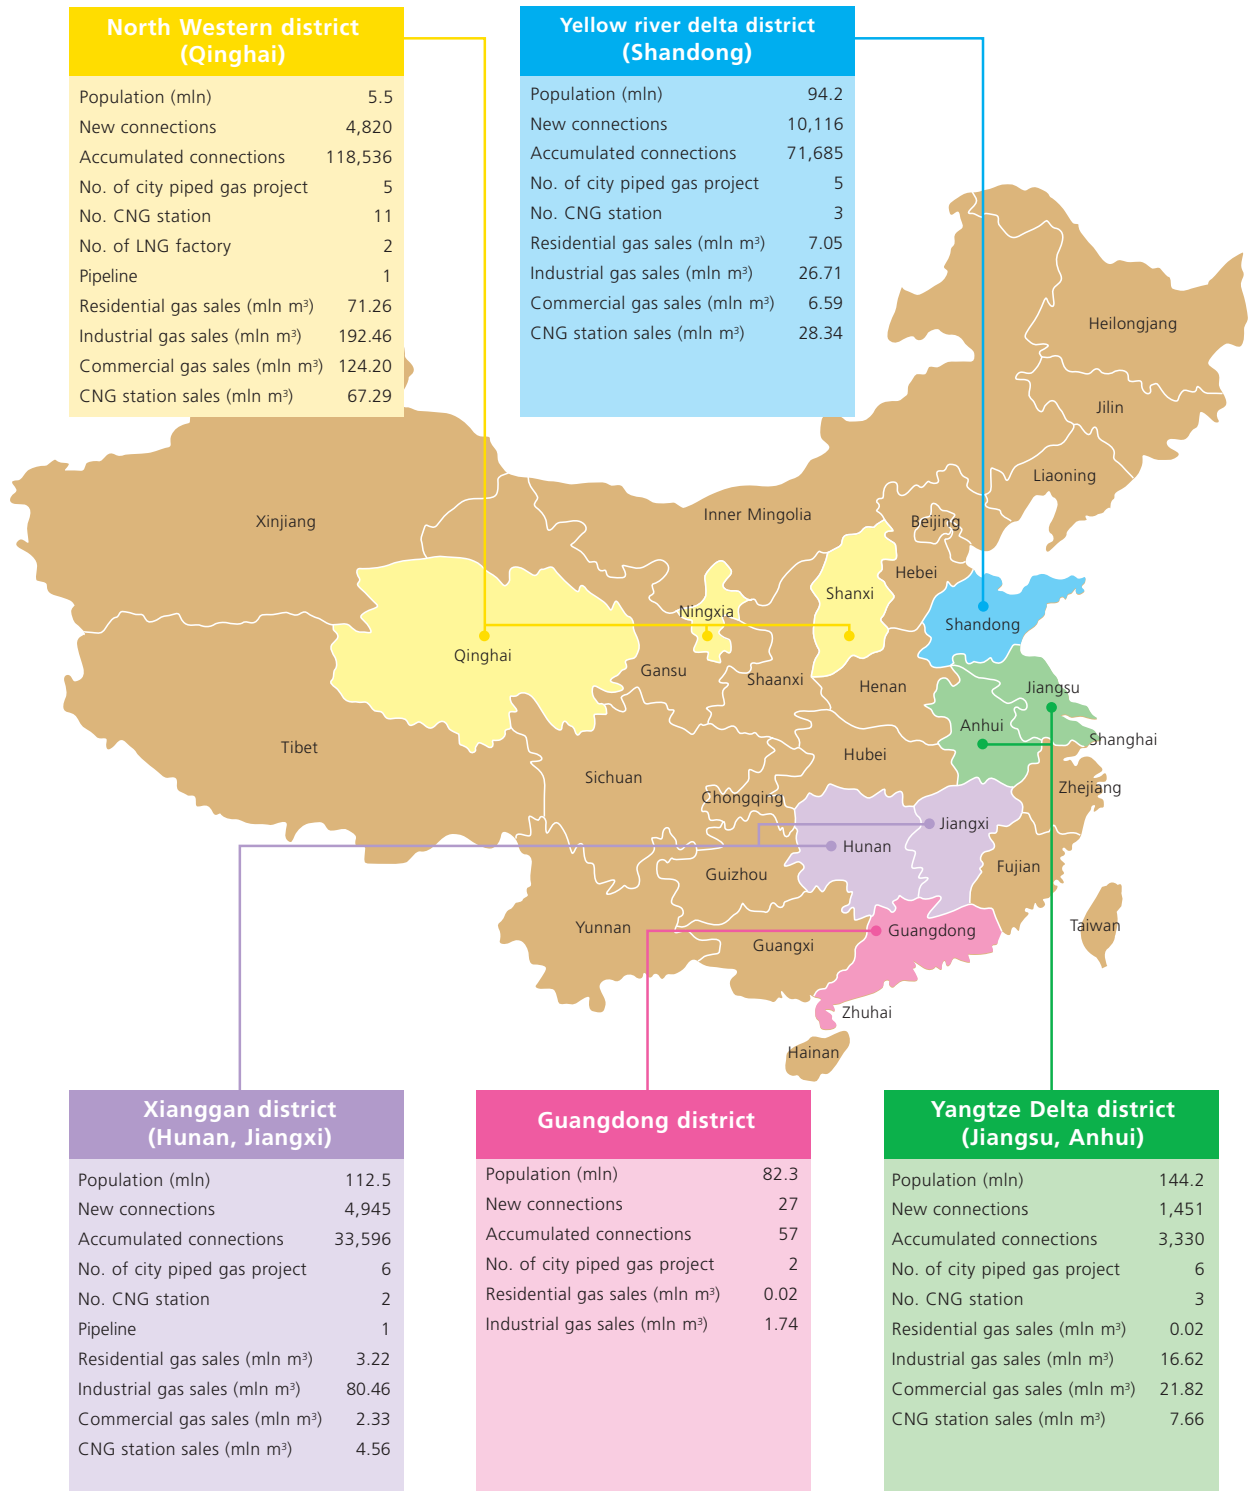 North Western district
(Qinghai)
Population (mln) 5.5
New connections 4,820
Accumulated connections 118,536
No. of city piped gas project 5
No. CNG station 11
No. of LNG factory 2
Pipeline 1
Residential gas sales (mln m³) 71.26
Industrial gas sales (mln m³) 192.46
Commercial gas sales (mln m³) 124.20
CNG station sales (mln m³) 67.29
Yellow river delta district
(Shandong)
Population (mln) 94.2
New connections 10,116
Accumulated connections 71,685
No. of city piped gas project 5
No. CNG station 3
Residential gas sales (mln m³) 7.05
Industrial gas sales (mln m³) 26.71
Commercial gas sales (mln m³) 6.59
CNG station sales (mln m³) 28.34
Heilongjang
Jilin
Liaoning
Xinjiang
Inner Mingolia
Beijing
Hebei
Shanxi
Ningxia
Shandong
Qinghai
Gansu
Shaanxi
Henan
Jiangsu
Anhui
Shanghai
Tibet
Hubei
Sichuan
Zhejiang
Chongqing
Jiangxi
Hunan
Fujian
Guizhou
Yunnan
Guangxi
Guangdong
Taiwan
Zhuhai
Hainan
Xianggan district
(Hunan, Jiangxi)
Population (mln) 112.5
New connections 4,945
Accumulated connections 33,596
No. of city piped gas project 6
No. CNG station 2
Pipeline 1
Residential gas sales (mln m³) 3.22
Industrial gas sales (mln m³) 80.46
Commercial gas sales (mln m³) 2.33
CNG station sales (mln m³) 4.56
Guangdong district
Population (mln) 82.3
New connections 27
Accumulated connections 57
No. of city piped gas project 2
Residential gas sales (mln m³) 0.02
Industrial gas sales (mln m³) 1.74
Yangtze Delta district
(Jiangsu, Anhui)
Population (mln) 144.2
New connections 1,451
Accumulated connections 3,330
No. of city piped gas project 6
No. CNG station 3
Residential gas sales (mln m³) 0.02
Industrial gas sales (mln m³) 16.62
Commercial gas sales (mln m³) 21.82
CNG station sales (mln m³) 7.66